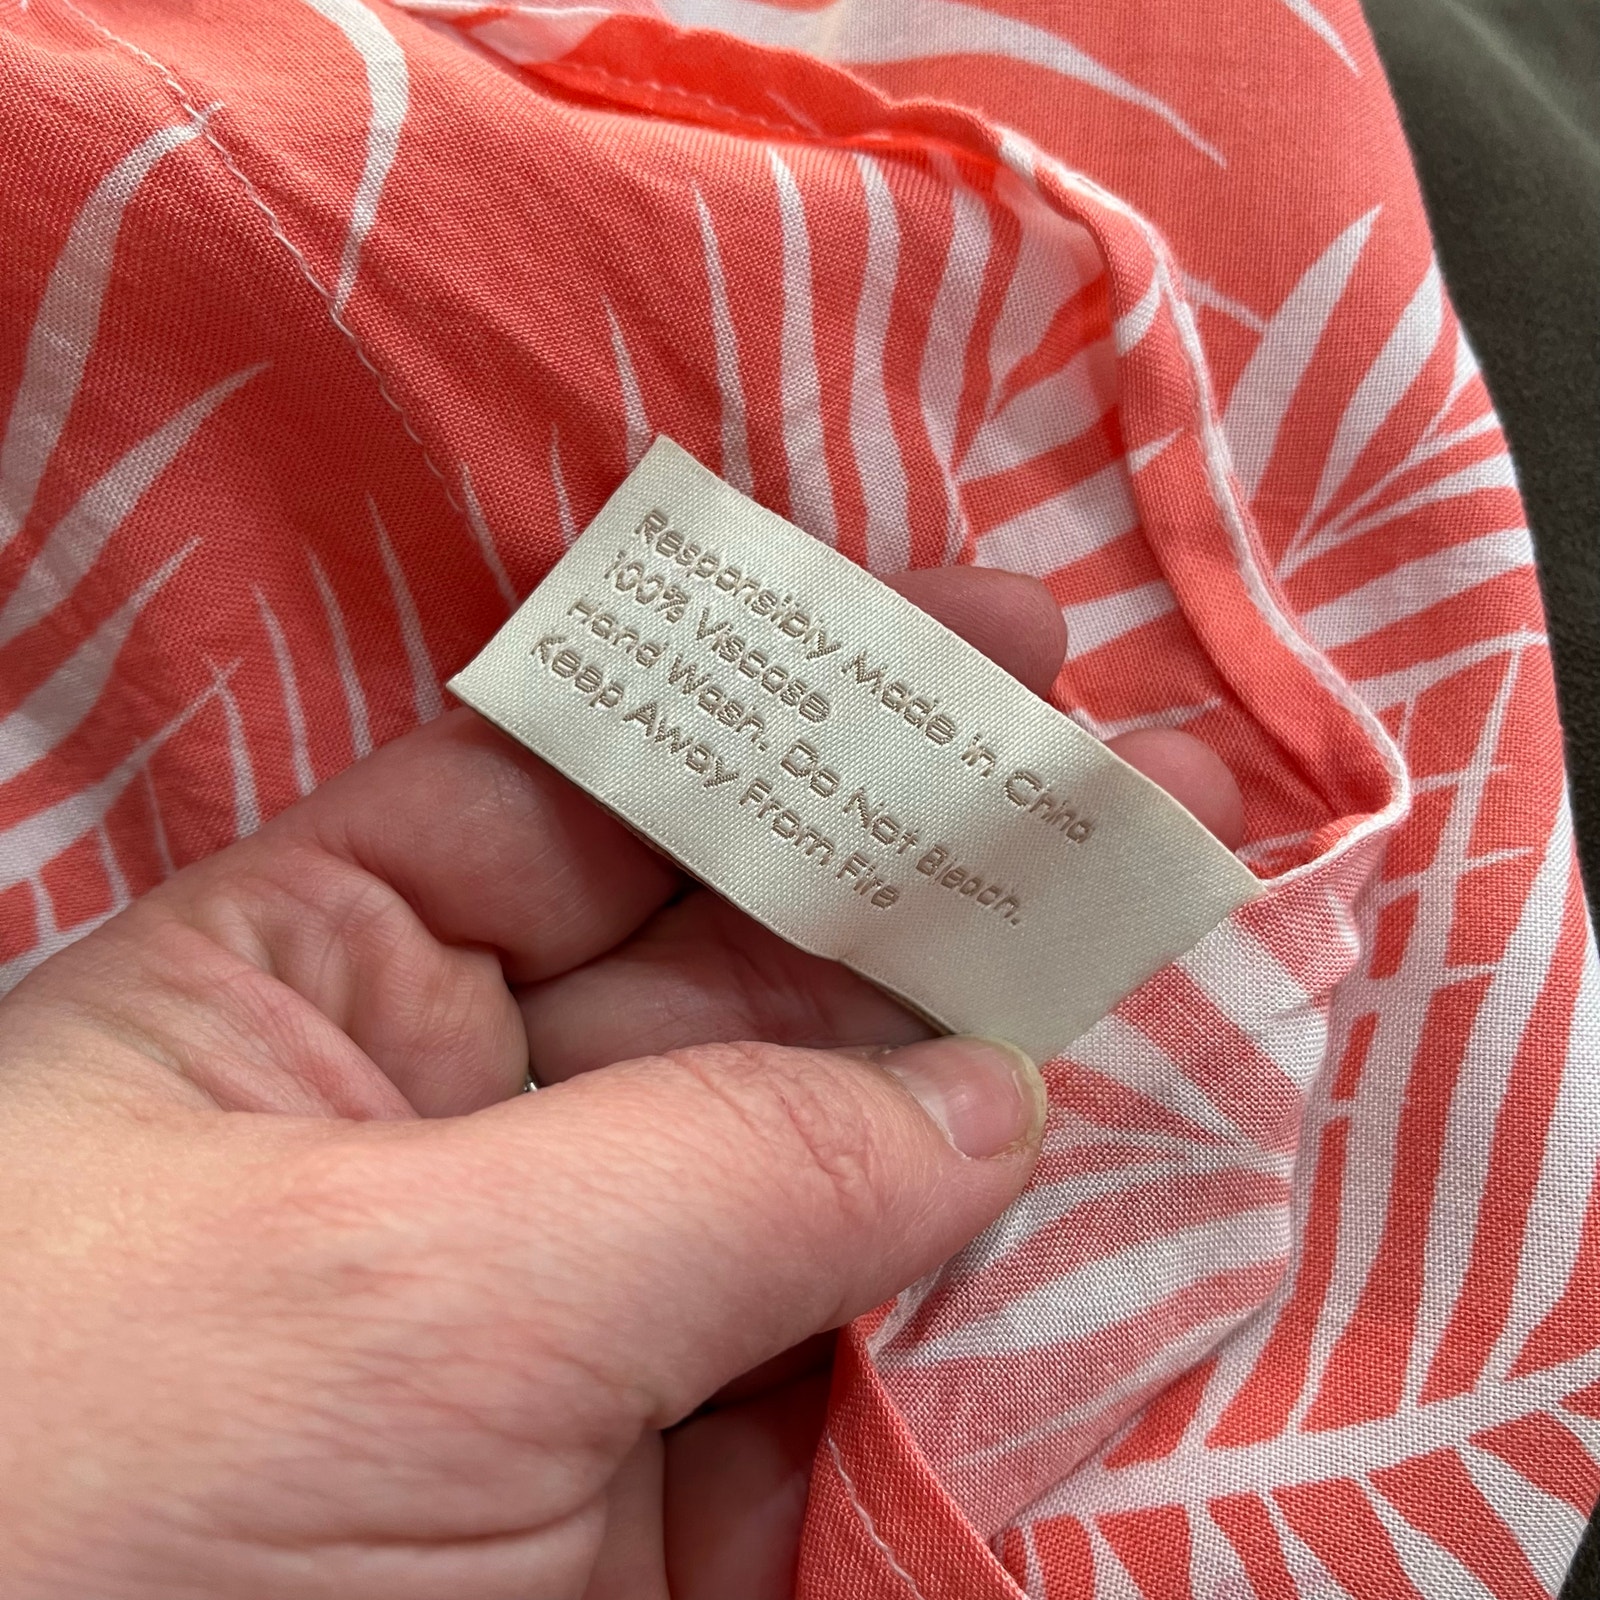 Responsibly Made in China
100% Viscose
Hand Wash. Do Not Bleach.
Keep Away From Fire